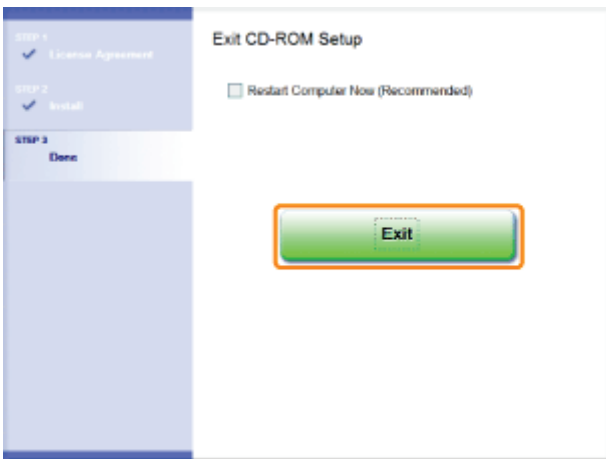 STEP 1
License Agreement
STEP 2
Install
STEP 3
Done
Exit CD-ROM Setup
Restart Computer Now (Recommended)
Exit